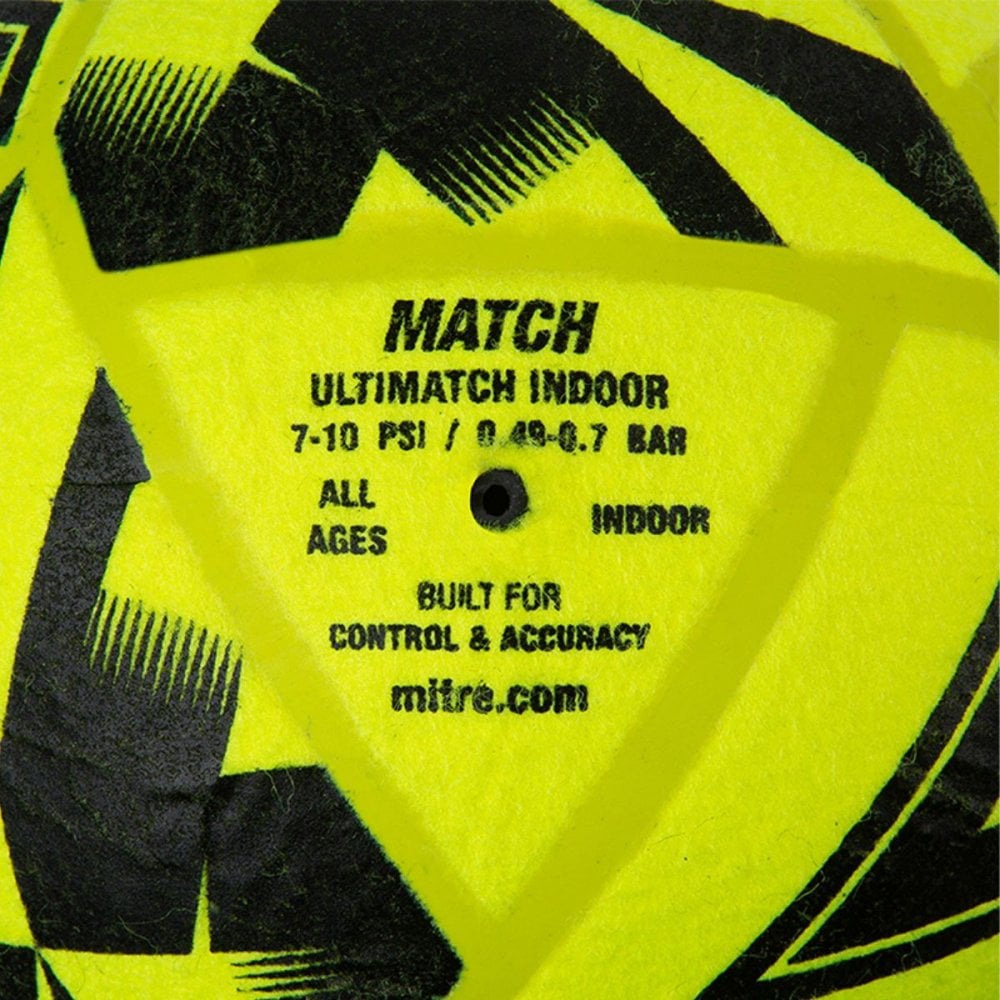 MATCH
ULTIMATCH INDOOR
7-10 PSI / 0.49-0.7 BAR
ALL
AGES
INDOOR
BUILT FOR
CONTROL & ACCURACY
mitre.com